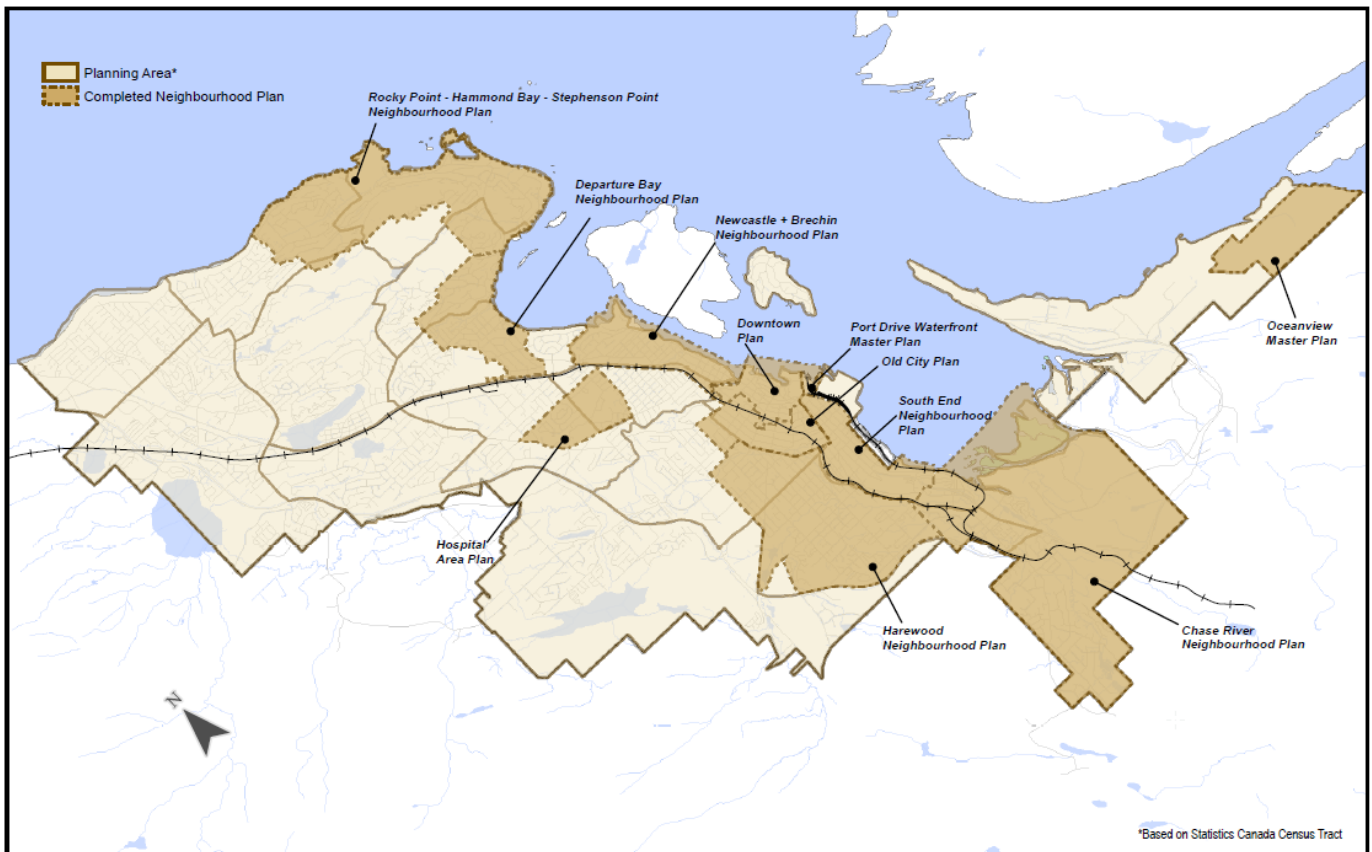 Planning Area*
Completed Neighbourhood Plan
Rocky Point - Hammond Bay - Stephenson Point
Neighbourhood Plan
Departure Bay
Neighbourhood Plan
Newcastle + Brechin
Neighbourhood Plan
Downtown
Plan
Port Drive Waterfront
Master Plan
Old City Plan
South End
Neighbourhood
Plan
Oceanview
Master Plan
Hospital
Area Plan
Harewood
Neighbourhood Plan
Chase River
Neighbourhood Plan
N
*Based on Statistics Canada Census Tract